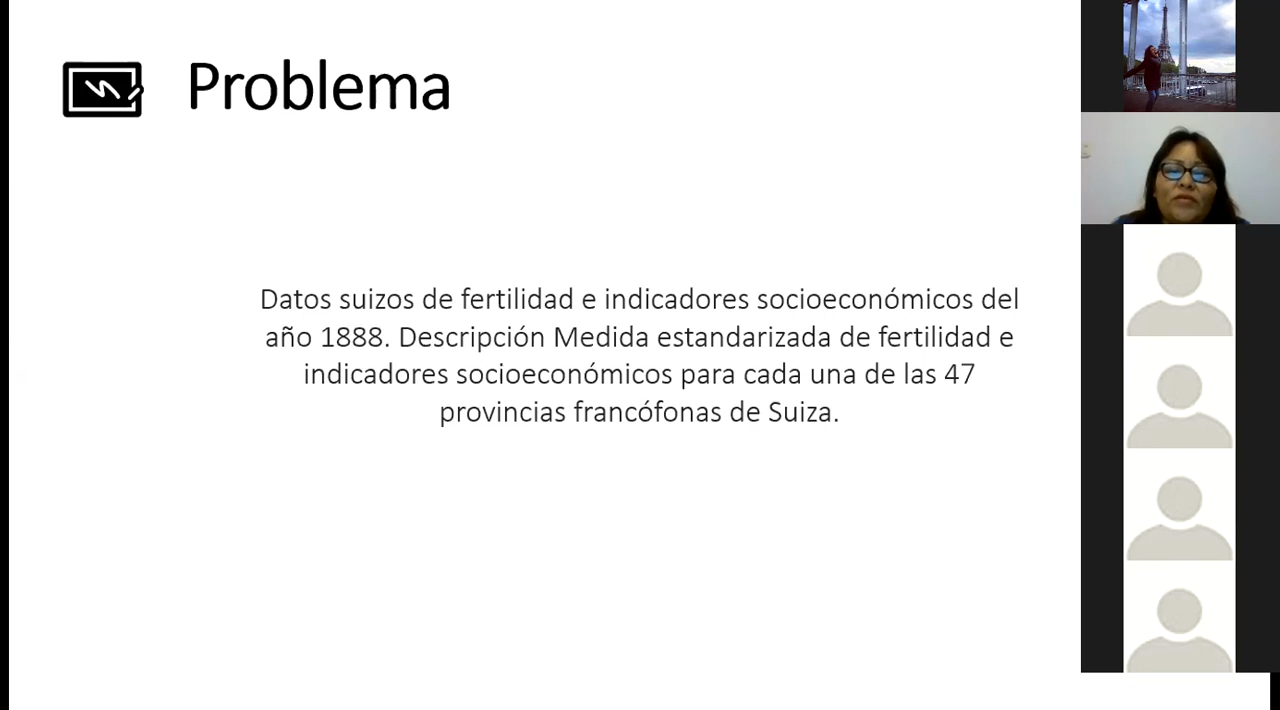 Problema
Datos suizos de fertilidad e indicadores socioeconómicos del
año 1888. Descripción Medida estandarizada de fertilidad e
indicadores socioeconómicos para cada una de las 47
provincias francófonas de Suiza.